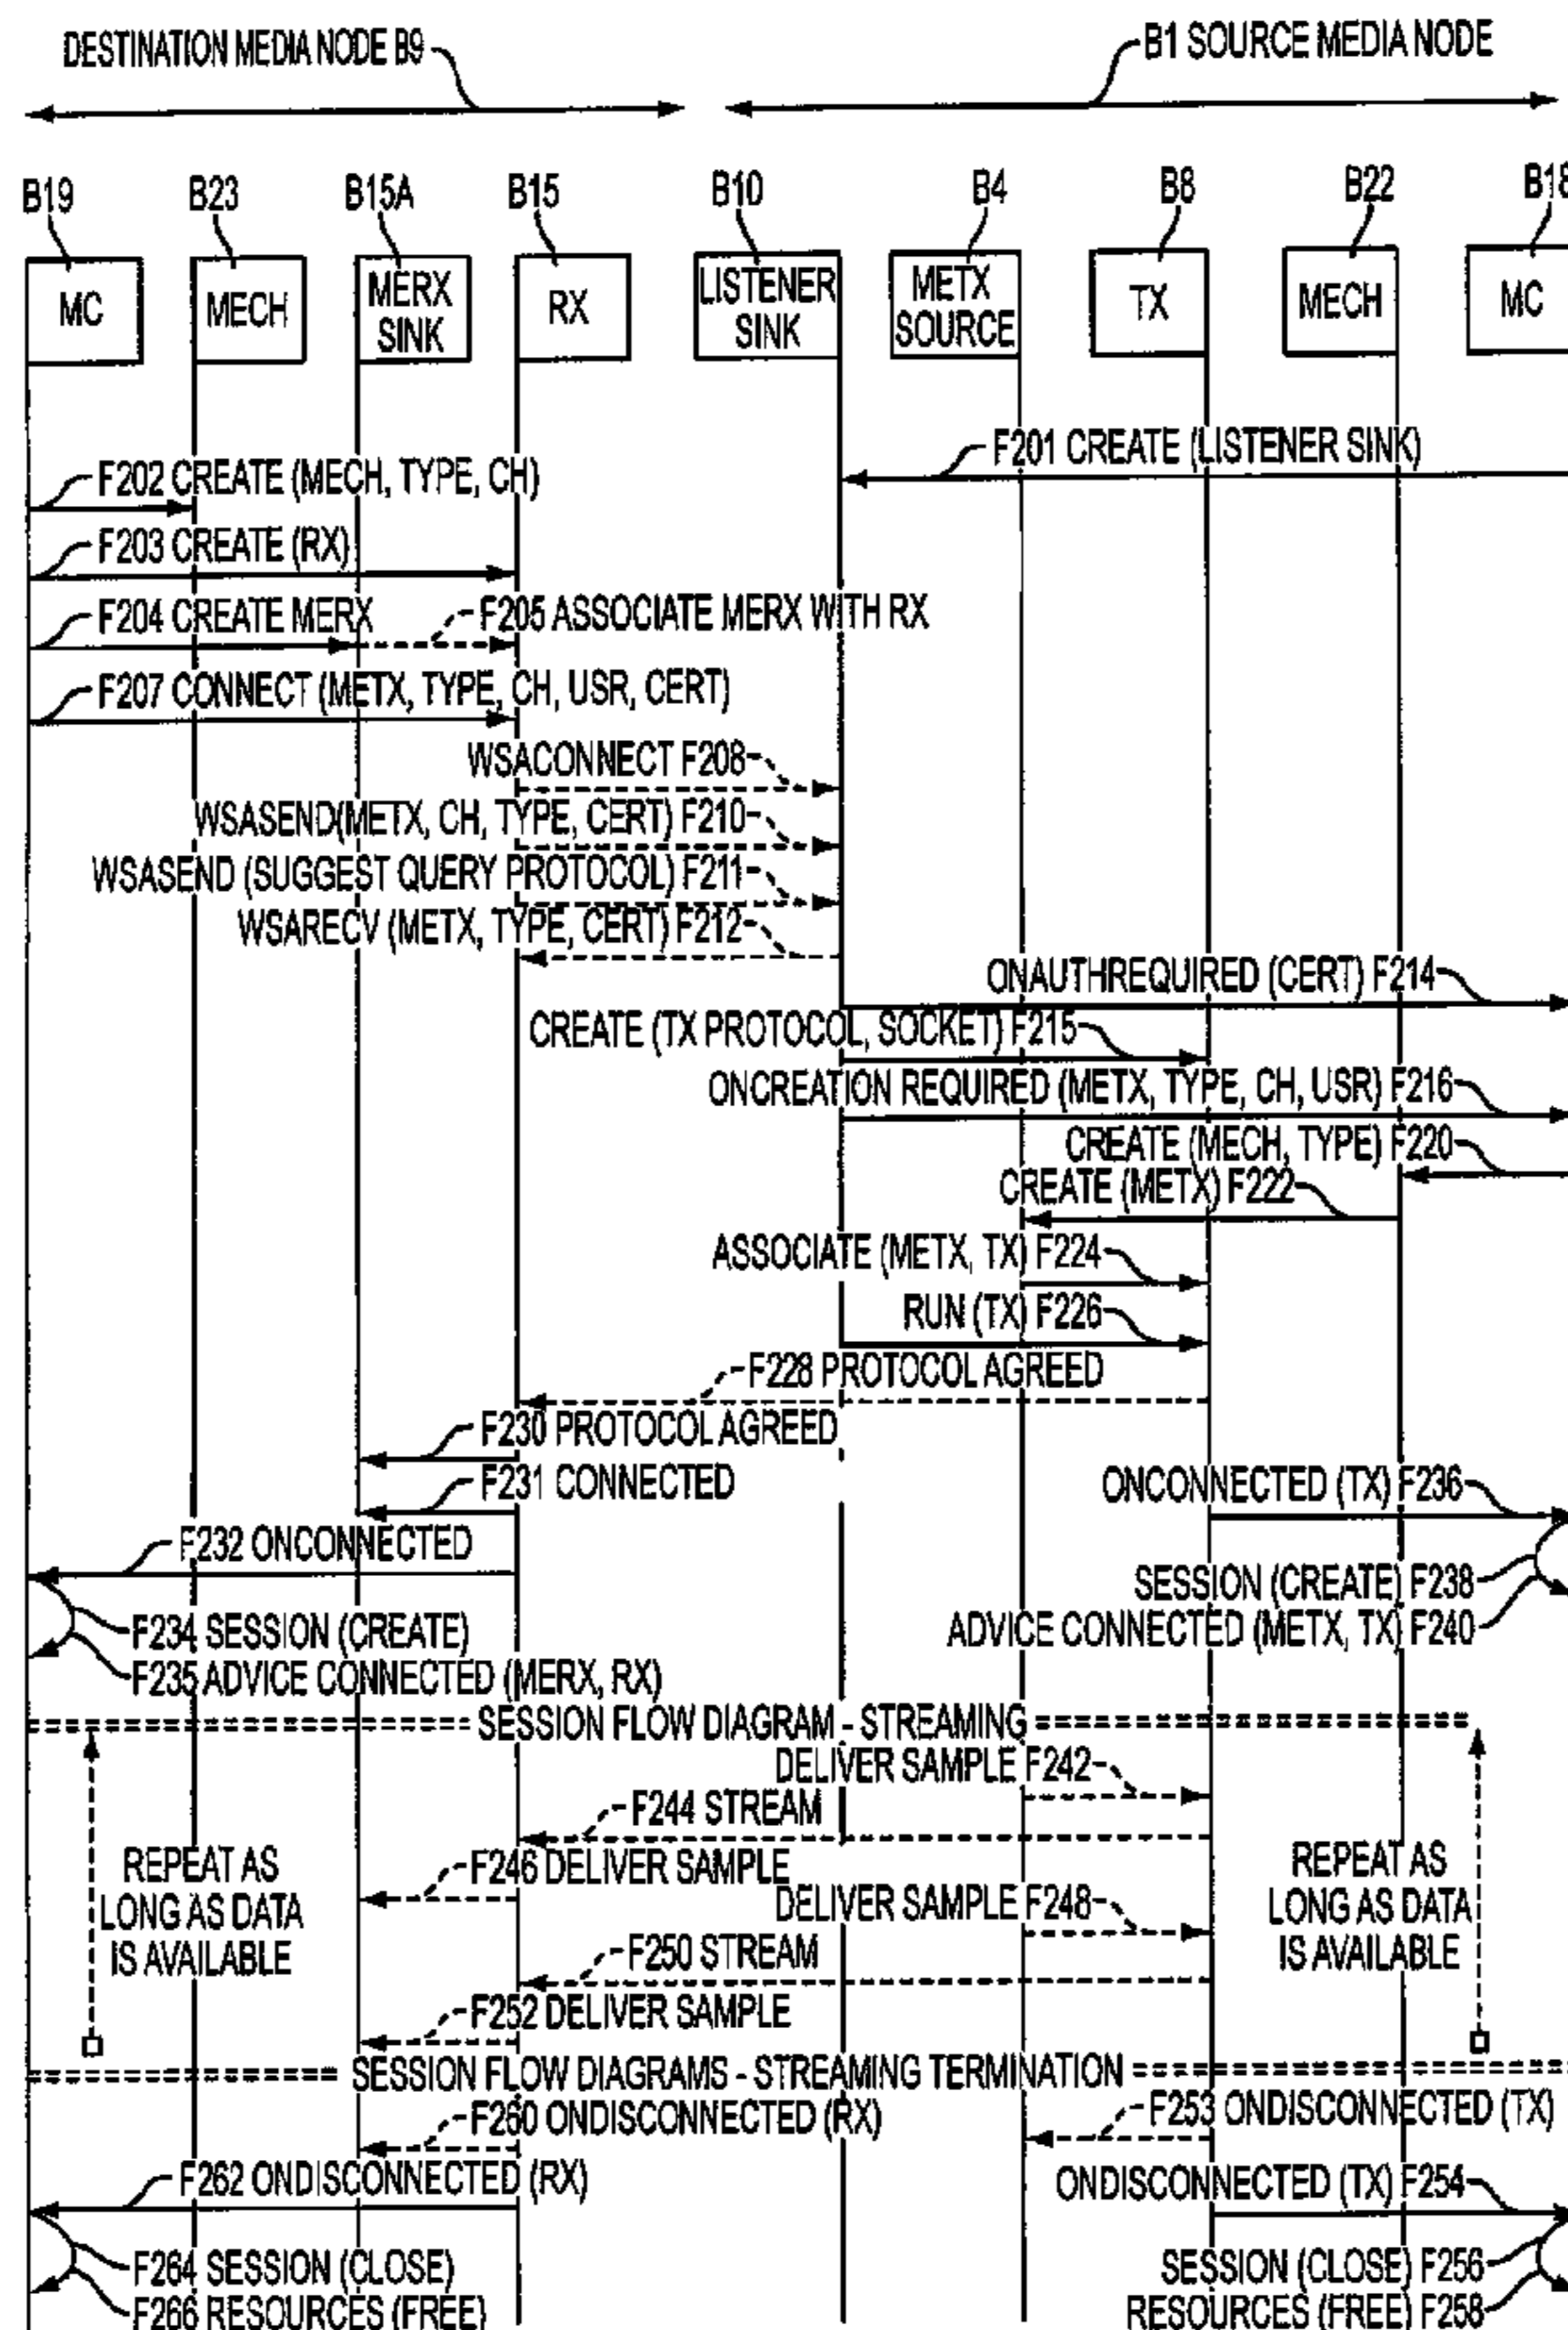 DESTINATION MEDIA NODE B9
B1 SOURCE MEDIA NODE
B19
B23
B15A
B15
B10
B4
B8
B22
B18
MC
MECH
MERX
SINK
RX
LISTENER
SINK
METX
SOURCE
TX
MECH
MC
F201 CREATE (LISTENER SINK)
F202 CREATE (MECH, TYPE, CH)
F203 CREATE (RX)
F204 CREATE MERX
F205 ASSOCIATE MERX WITH RX
F207 CONNECT (METX, TYPE, CH, USR, CERT)
WSACONNECT F208
WSASEND(METX, CH, TYPE, CERT) F210
WSASEND (SUGGEST QUERY PROTOCOL) F211
WSARECV (METX, TYPE, CERT) F212
ONAUTHREQUIRED (CERT) F214
CREATE (TX PROTOCOL, SOCKET) F215
ONCREATION REQUIRED (METX, TYPE, CH, USR) F216
CREATE (MECH, TYPE) F220
CREATE (METX) F222
ASSOCIATE (METX, TX) F224
RUN (TX) F226
F228 PROTOCOL AGREED
F230 PROTOCOL AGREED
F231 CONNECTED
ONCONNECTED (TX) F236
F232 ONCONNECTED
SESSION (CREATE) F238
F234 SESSION (CREATE)
ADVICE CONNECTED (METX, TX) F240
F235 ADVICE CONNECTED (MERX, RX)
SESSION FLOW DIAGRAM - STREAMING
DELIVER SAMPLE F242
F244 STREAM
REPEAT AS
LONG AS DATA
IS AVAILABLE
F246 DELIVER SAMPLE
DELIVER SAMPLE F248
REPEAT AS
LONG AS DATA
IS AVAILABLE
F250 STREAM
F252 DELIVER SAMPLE
SESSION FLOW DIAGRAMS - STREAMING TERMINATION
F260 ONDISCONNECTED (RX)
F253 ONDISCONNECTED (TX)
F262 ONDISCONNECTED (RX)
ONDISCONNECTED (TX) F254
F264 SESSION (CLOSE)
SESSION (CLOSE) F256
F266 RESOURCES (FREE)
RESOURCES (FREE) F258